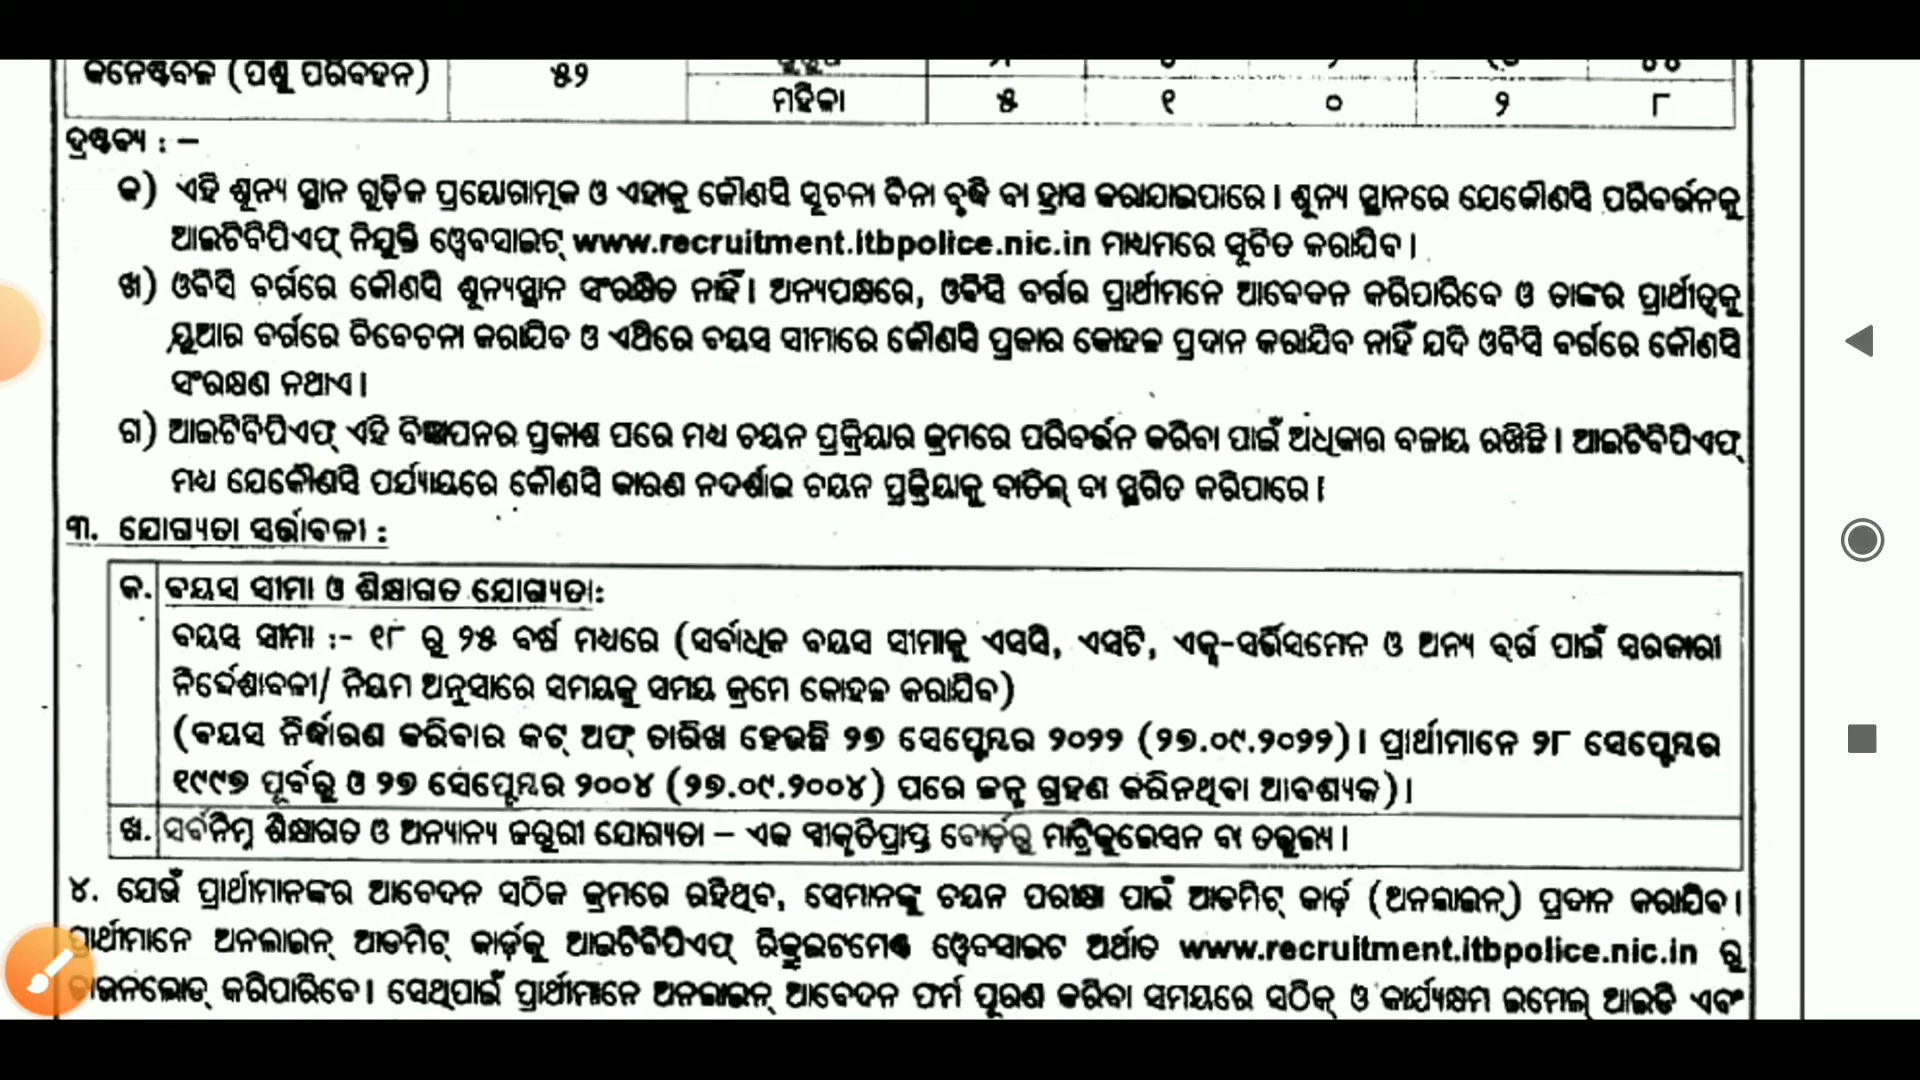 କନେଷ୍ଟବଳ (ପଶୁ ପରିବହନ) ୫୨
ମହିଳା ୫ ୧ ୦ ୨ ୮
ଦ୍ରଷ୍ଟବ୍ୟ : –
କ) ଏହି ଶୂନ୍ୟ ସ୍ଥାନ ଗୁଡ଼ିକ ପ୍ରୟୋଗାତ୍ମକ ଓ ଏହାକୁ କୌଣସି ସୂଚନା ବିନା ବୃଦ୍ଧି ବା ହ୍ରାସ କରାଯାଇପାରେ। ଶୂନ୍ୟ ସ୍ଥାନରେ ଯେକୌଣସି ପରିବର୍ତ୍ତନକୁ
ଆଇଟିବିପିଏଫ୍ ନିଯୁକ୍ତି ୱେବସାଇଟ୍ www.recruitment.itbpolice.nic.in ମାଧ୍ୟମରେ ସୂଚିତ କରାଯିବ।
ଖ) ଓବିସି ବର୍ଗରେ କୌଣସି ଶୂନ୍ୟସ୍ଥାନ ସଂରକ୍ଷିତ ନାହିଁ। ଅନ୍ୟପକ୍ଷରେ, ଓବିସି ବର୍ଗର ପ୍ରାର୍ଥୀମନେ ଆବେଦନ କରିପାରିବେ ଓ ତାଙ୍କର ପ୍ରାର୍ଥୀତ୍ୱକୁ
ୟୁଆର ବର୍ଗରେ ବିବେଚନା କରାଯିବ ଓ ଏଥିରେ ବୟସ ସୀମାରେ କୌଣସି ପ୍ରକାର କୋହଳ ପ୍ରଦାନ କରାଯିବ ନାହିଁ ଯଦି ଓବିସି ବର୍ଗରେ କୌଣସି
ସଂରକ୍ଷଣ ନଥାଏ।
ଗ) ଆଇଟିବିପିଏଫ୍ ଏହି ବିଜ୍ଞାପନର ପ୍ରକାଶ ପରେ ମଧ୍ୟ ଚୟନ ପ୍ରକ୍ରିୟାର କ୍ରମରେ ପରିବର୍ତ୍ତନ କରିବା ପାଇଁ ଅଧିକାର ବଜାୟ ରଖିଛି। ଆଇଟିବିପିଏଫ୍
ମଧ୍ୟ ଯେକୌଣସି ପର୍ଯ୍ୟାୟରେ କୌଣସି କାରଣ ନଦର୍ଶାଇ ଚୟନ ପ୍ରକ୍ରିୟାକୁ ବାତିଲ୍ ବା ସ୍ଥଗିତ କରିପାରେ।
୩. ଯୋଗ୍ୟତା ସର୍ତ୍ତାବଳୀ :
କ. ବୟସ ସୀମା ଓ ଶିକ୍ଷାଗତ ଯୋଗ୍ୟତା:
ବୟସ ସୀମା :- ୧୮ ରୁ ୨୫ ବର୍ଷ ମଧ୍ୟରେ (ସର୍ବାଧିକ ବୟସ ସୀମାକୁ ଏସସି, ଏସଟି, ଏକ୍ସ-ସର୍ଭିସମେନ ଓ ଅନ୍ୟ ବର୍ଗ ପାଇଁ ସରକାରୀ
ନିର୍ଦ୍ଦେଶାବଳୀ/ ନିୟମ ଅନୁସାରେ ସମୟକୁ ସମୟ କ୍ରମେ କୋହଳ କରାଯିବ)
(ବୟସ ନିର୍ଦ୍ଧାରଣ କରିବାର କଟ୍ ଅଫ୍ ତାରିଖ ହେଉଛି ୨୭ ସେପ୍ଟେମ୍ବର ୨୦୨୨ (୨୭.୦୯.୨୦୨୨)। ପ୍ରାର୍ଥୀମାନେ ୨୮ ସେପ୍ଟେମ୍ବର
୧୯୯୭ ପୂର୍ବରୁ ଓ ୨୭ ସେପ୍ଟେମ୍ବର ୨୦୦୪ (୨୭.୦୯.୨୦୦୪) ପରେ ଜନ୍ମ ଗ୍ରହଣ କରିନଥିବା ଆବଶ୍ୟକ)।
ଖ. ସର୍ବନିମ୍ନ ଶିକ୍ଷାଗତ ଓ ଅନ୍ୟାନ୍ୟ ଜରୁରୀ ଯୋଗ୍ୟତା – ଏକ ସ୍ୱୀକୃତିପ୍ରାପ୍ତ ବୋର୍ଡ଼ରୁ ମାଟ୍ରିକୁଲେସନ ବା ତତ୍ତୁଲ୍ୟ।
୪. ଯେଉଁ ପ୍ରାର୍ଥୀମାନଙ୍କର ଆବେଦନ ସଠିକ କ୍ରମରେ ରହିଥିବ, ସେମାନଙ୍କୁ ଚୟନ ପରୀକ୍ଷା ପାଇଁ ଆଡମିଟ୍ କାର୍ଡ଼ (ଅନଲାଇନ୍) ପ୍ରଦାନ କରାଯିବ।
ପ୍ରାର୍ଥୀମାନେ ଅନଲାଇନ୍ ଆଡମିଟ୍ କାର୍ଡ଼କୁ ଆଇଟିବିପିଏଫ୍ ରିକ୍ରୁଇଟମେଣ୍ଟ ୱେବସାଇଟ ଅର୍ଥାତ www.recruitment.itbpolice.nic.in ରୁ
ଡାଉନଲୋଡ୍ କରିପାରିବେ। ସେଥିପାଇଁ ପ୍ରାର୍ଥୀମାନେ ଅନଲାଇନ୍ ଆବେଦନ ଫର୍ମ ପୂରଣ କରିବା ସମୟରେ ସଠିକ୍ ଓ କାର୍ଯ୍ୟକ୍ଷମ ଇମେଲ୍ ଆଇଡି ଏବଂ